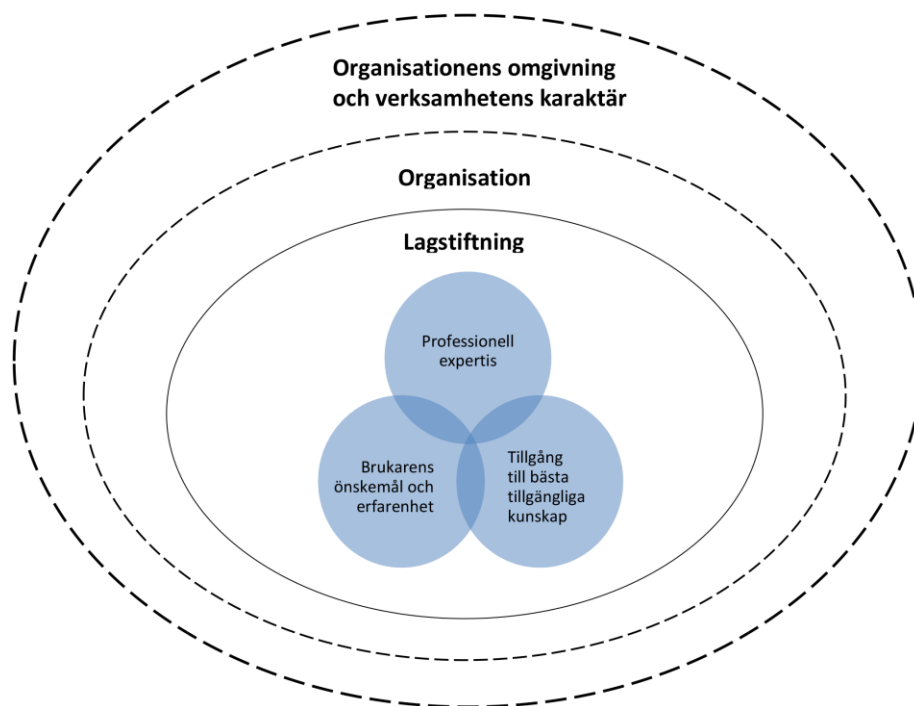 Organisationens omgivning
och verksamhetens karaktär
Organisation
Lagstiftning
Professionell
expertis
Brukarens
önskemål och
erfarenhet
Tillgång
till bästa
tillgängliga
kunskap